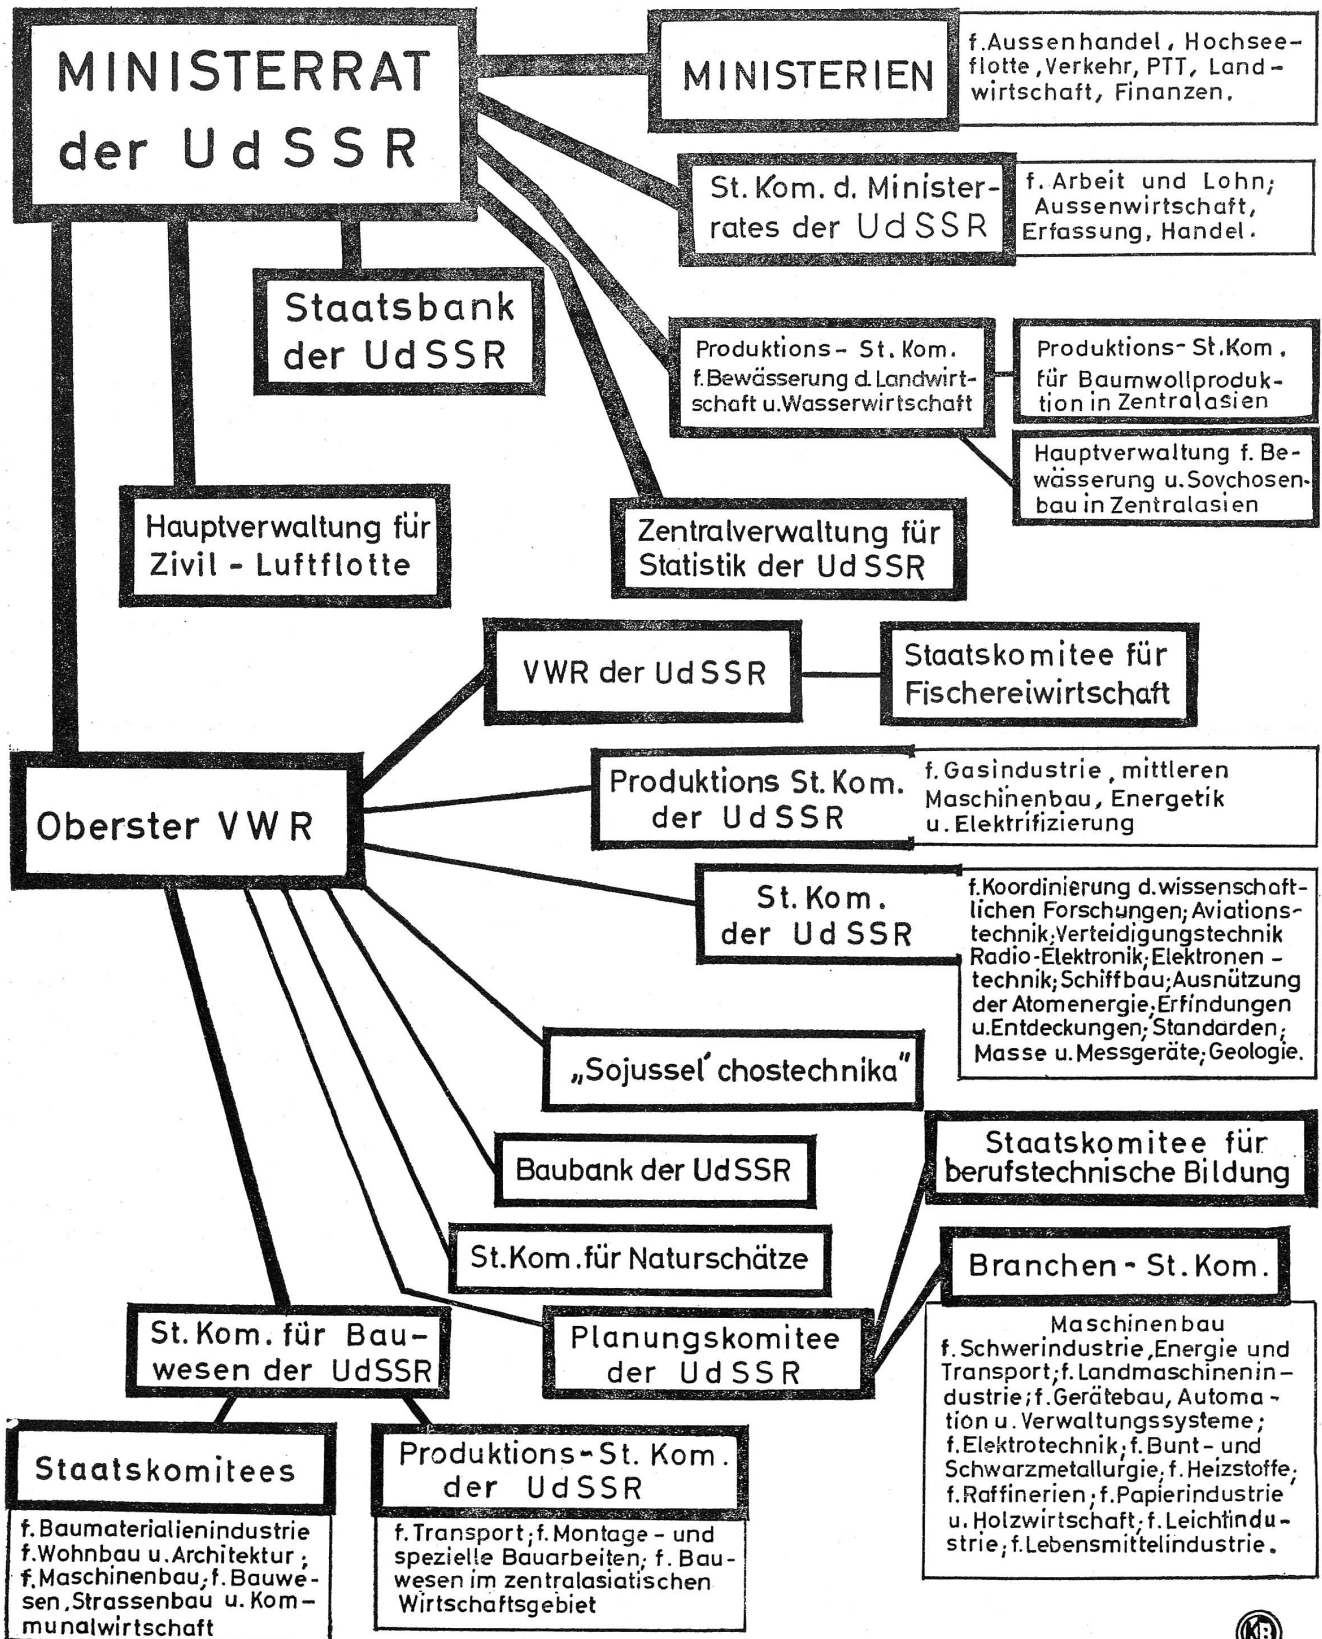 MINISTERRAT
der UdSSR
MINISTERIEN
f.Aussenhandel, Hochsee-
flotte, Verkehr, PTT, Land-
wirtschaft, Finanzen.
St. Kom. d. Minister-
rates der UdSSR
f. Arbeit und Lohn;
Aussenwirtschaft,
Erfassung, Handel.
Staatsbank
der UdSSR
Produktions- St. Kom.
f.Bewässerung d. Landwirt-
schaft u.Wasserwirtschaft
Produktions- St.Kom.
für Baumwollproduk-
tion in Zentralasien
Hauptverwaltung f. Be-
wässerung u.Sovchosen-
bau in Zentralasien
Hauptverwaltung für
Zivil - Luftflotte
Zentralverwaltung für
Statistik der UdSSR
VWR der UdSSR
Staatskomitee für
Fischereiwirtschaft
Oberster VWR
Produktions St. Kom.
der UdSSR
f. Gasindustrie, mittleren
Maschinenbau, Energetik
u. Elektrifizierung
St. Kom.
der UdSSR
f.Koordinierung d.wissenschaft-
lichen Forschungen; Aviations-
technik;Verteidigungstechnik
Radio-Elektronik; Elektronen-
technik; Schiffbau; Ausnützung
der Atomenergie; Erfindungen
u.Entdeckungen; Standarden;
Masse u. Messgeräte; Geologie.
„Sojussel'chostechnika"
Baubank der UdSSR
Staatskomitee für
berufstechnische Bildung
St.Kom.für Naturschätze
Branchen - St. Kom.
St. Kom. für Bau-
wesen der UdSSR
Planungskomitee
der UdSSR
Maschinenbau
f. Schwerindustrie, Energie und
Transport; f. Landmaschinenin-
dustrie; f. Gerätebau, Automa-
tion u. Verwaltungssysteme;
f. Elektrotechnik; f. Bunt- und
Schwarzmetallurgie; f. Heizstoffe;
f. Raffinerien; f.Papierindustrie
u. Holzwirtschaft; f. Leichtindu-
strie; f.Lebensmittelindustrie.
Staatskomitees
f. Baumaterialienindustrie
f.Wohnbau u.Architektur;
f.Maschinenbau; f. Bauwe-
sen, Strassenbau u. Kom-
munalwirtschaft
Produktions-St. Kom.
der UdSSR
f. Transport; f. Montage - und
spezielle Bauarbeiten; f. Bau-
wesen im zentralasiatischen
Wirtschaftsgebiet
KB